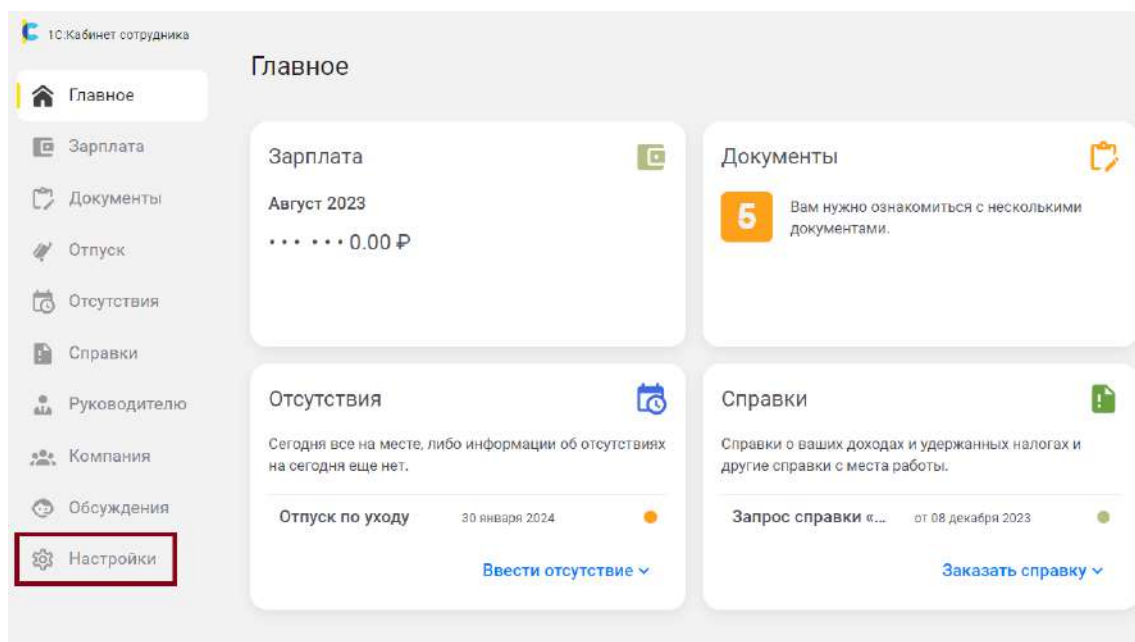 1С:Кабинет сотрудника
Главное
Главное
Зарплата
Документы
Отпуск
Отсутствия
Справки
Руководителю
Компания
Обсуждения
Настройки
Зарплата
Август 2023
• • • • • • 0.00 ₽
Документы
5
Вам нужно ознакомиться с несколькими
документами.
Отсутствия
Сегодня все на месте, либо информации об отсутствиях
на сегодня еще нет.
Отпуск по уходу 30 января 2024
Ввести отсутствие
Справки
Справки о ваших доходах и удержанных налогах и
другие справки с места работы.
Запрос справки «... от 08 декабря 2023
Заказать справку